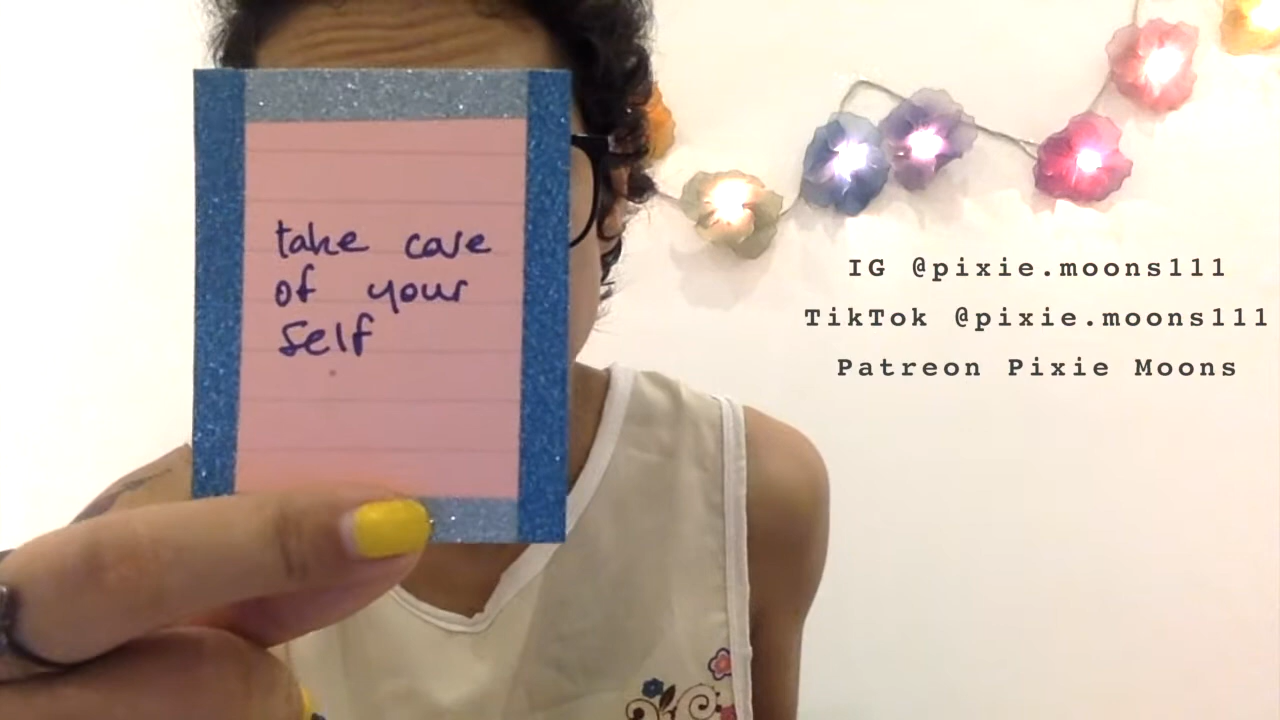 take care
of your
self
IG @pixie.moons111
TikTok @pixie.moons111
Patreon Pixie Moons